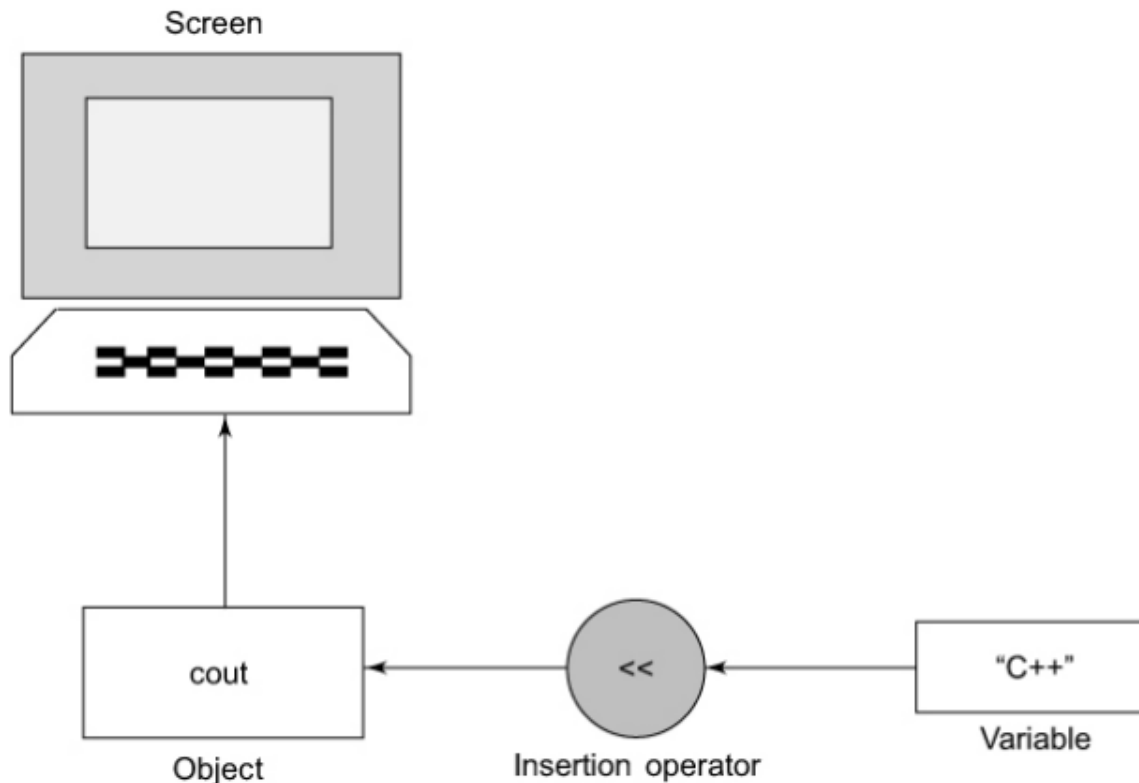 Screen
cout
<<
“C++”
Object
Insertion operator
Variable